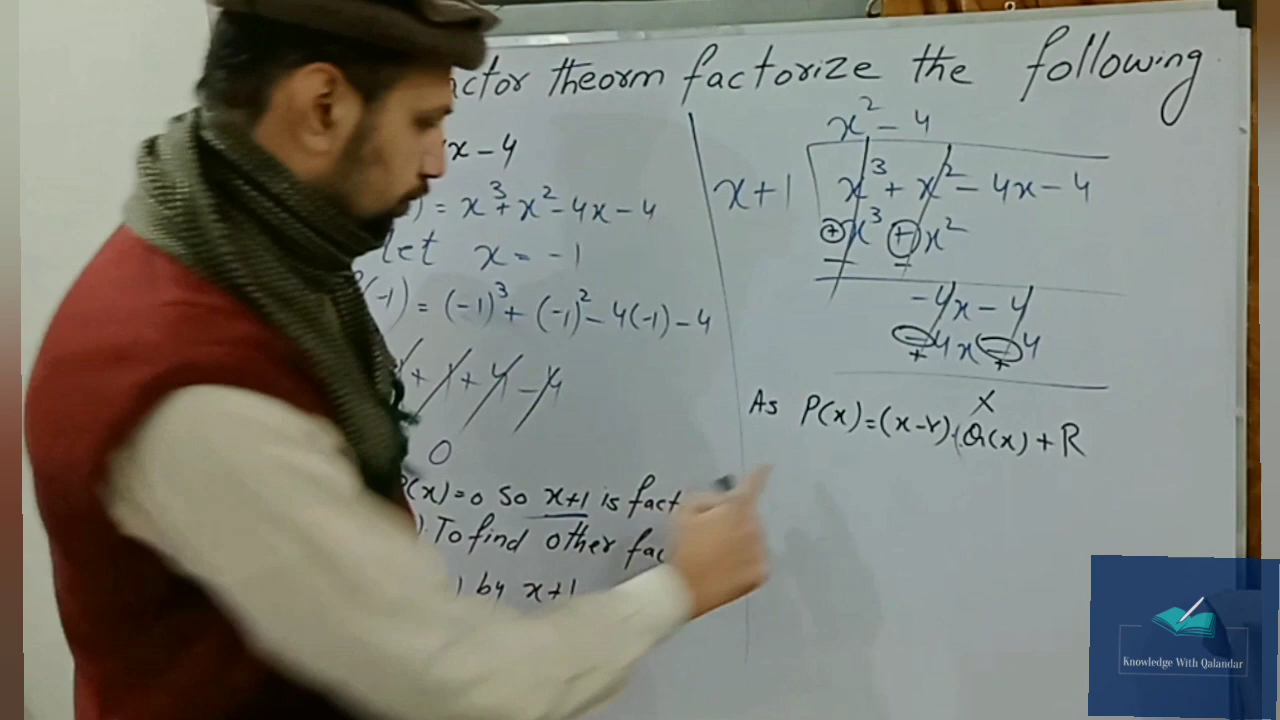 ctor theorm factorize the following
x - 4
) = x³ + x² - 4x - 4
let x = -1
P(-1) = (-1)³ + (-1)² - 4(-1) - 4
+ 1 + 4 - 4
0
P(x) = 0 so x+1 is fact
). To find other fac
) by x+1
x² - 4
x+1 x³ + x² - 4x - 4
+x³ + x²
- -
-4x - 4
-4x - 4
+ +
×
As P(x) = (x-r).Q(x) + R
Knowledge With Qalandar